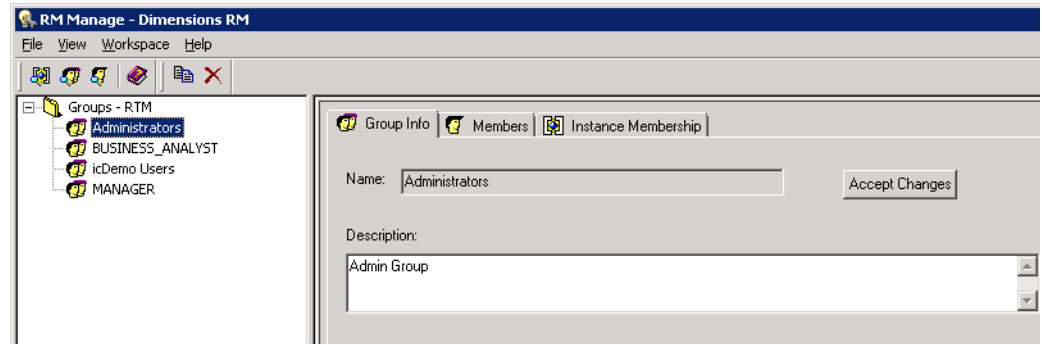 RM Manage - Dimensions RM
File View Workspace Help
Groups - RTM
Administrators
BUSINESS_ANALYST
icDemo Users
MANAGER
Group Info Members Instance Membership
Name: Administrators Accept Changes
Description:
Admin Group